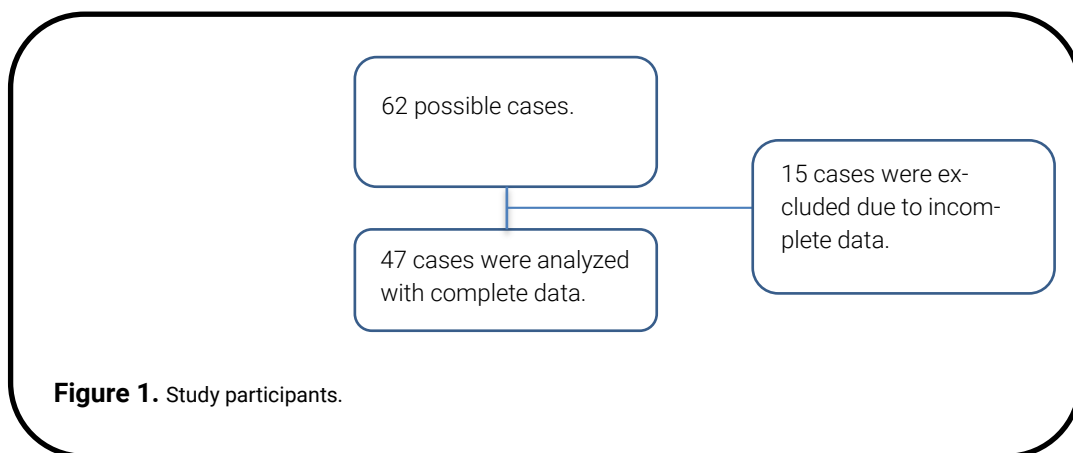 62 possible cases.
15 cases were ex-
cluded due to incom-
plete data.
47 cases were analyzed
with complete data.
Figure 1. Study participants.